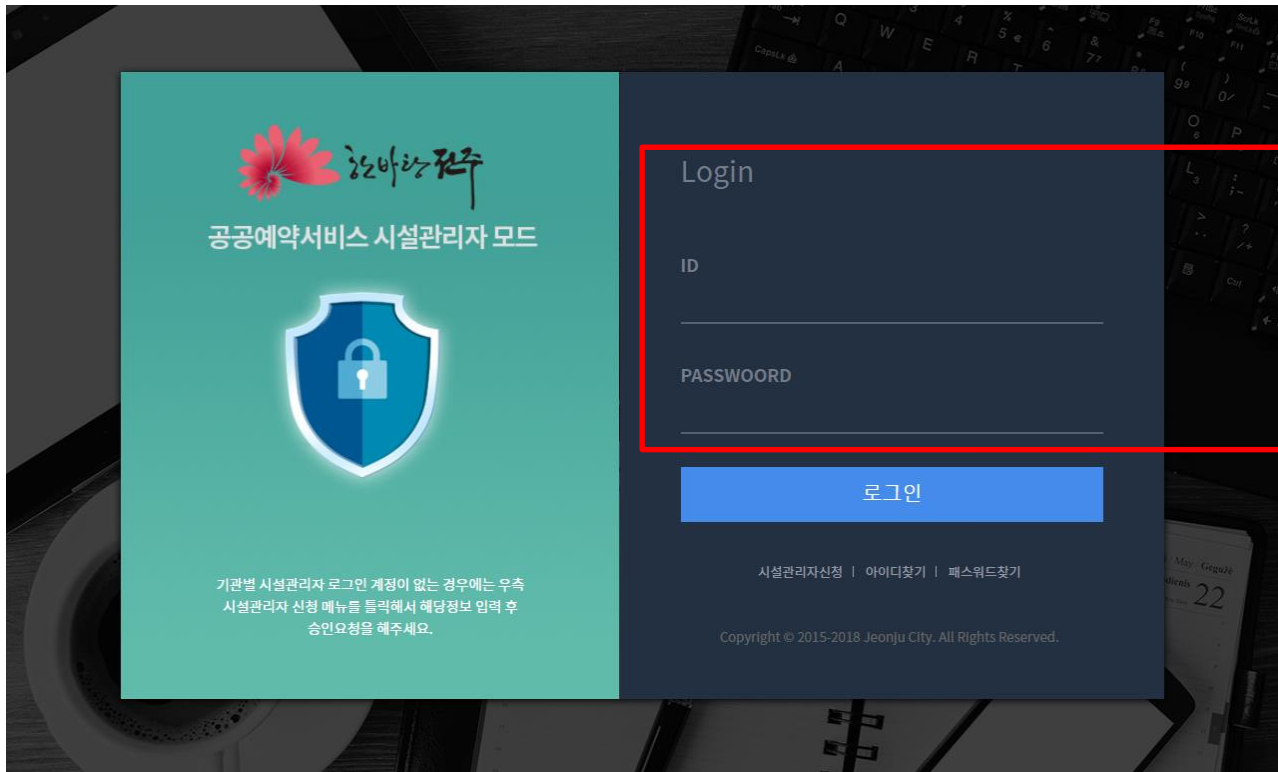 한바탕 전주
공공예약서비스 시설관리자 모드
기관별 시설관리자 로그인 계정이 없는 경우에는 우측
시설관리자 신청 메뉴를 틀릭해서 해당정보 입력 후
승인요청을 해주세요.
Login
ID
PASSWOORD
로그인
시설관리자신청 | 아이디찾기 | 패스워드찾기
Copyright © 2015-2018 Jeonju City. All Rights Reserved.